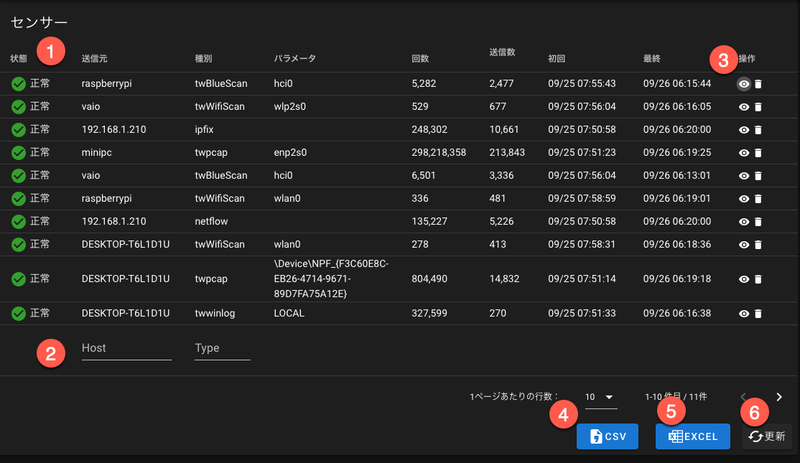 センサー
1
3
状態 送信元 種別 パラメータ 回数 送信数 初回 最終 操作
正常 raspberrypi twBlueScan hci0 5,282 2,477 09/25 07:55:43 09/26 06:15:44
正常 vaio twWifiScan wlp2s0 529 677 09/25 07:56:04 09/26 06:16:05
正常 192.168.1.210 ipfix 248,302 10,661 09/25 07:50:58 09/26 06:20:00
正常 minipc twpcap enp2s0 298,218,358 213,843 09/25 07:51:23 09/26 06:19:25
正常 vaio twBlueScan hci0 6,501 3,336 09/25 07:56:04 09/26 06:13:01
正常 raspberrypi twWifiScan wlan0 336 481 09/25 07:58:59 09/26 06:19:01
正常 192.168.1.210 netflow 135,227 5,226 09/25 07:50:58 09/26 06:20:00
正常 DESKTOP-T6L1D1U twWifiScan wlan0 278 413 09/25 07:58:31 09/26 06:18:36
\Device\NPF_{F3C60E8C-
正常 DESKTOP-T6L1D1U twpcap EB26-4714-9671- 804,490 14,832 09/25 07:51:14 09/26 06:19:18
89D7FA75A12E}
正常 DESKTOP-T6L1D1U twwinlog LOCAL 327,599 270 09/25 07:51:33 09/26 06:16:38
2 Host Type
1ページあたりの行数： 10 1-10 件目 / 11件
4 5 6
CSV EXCEL 更新